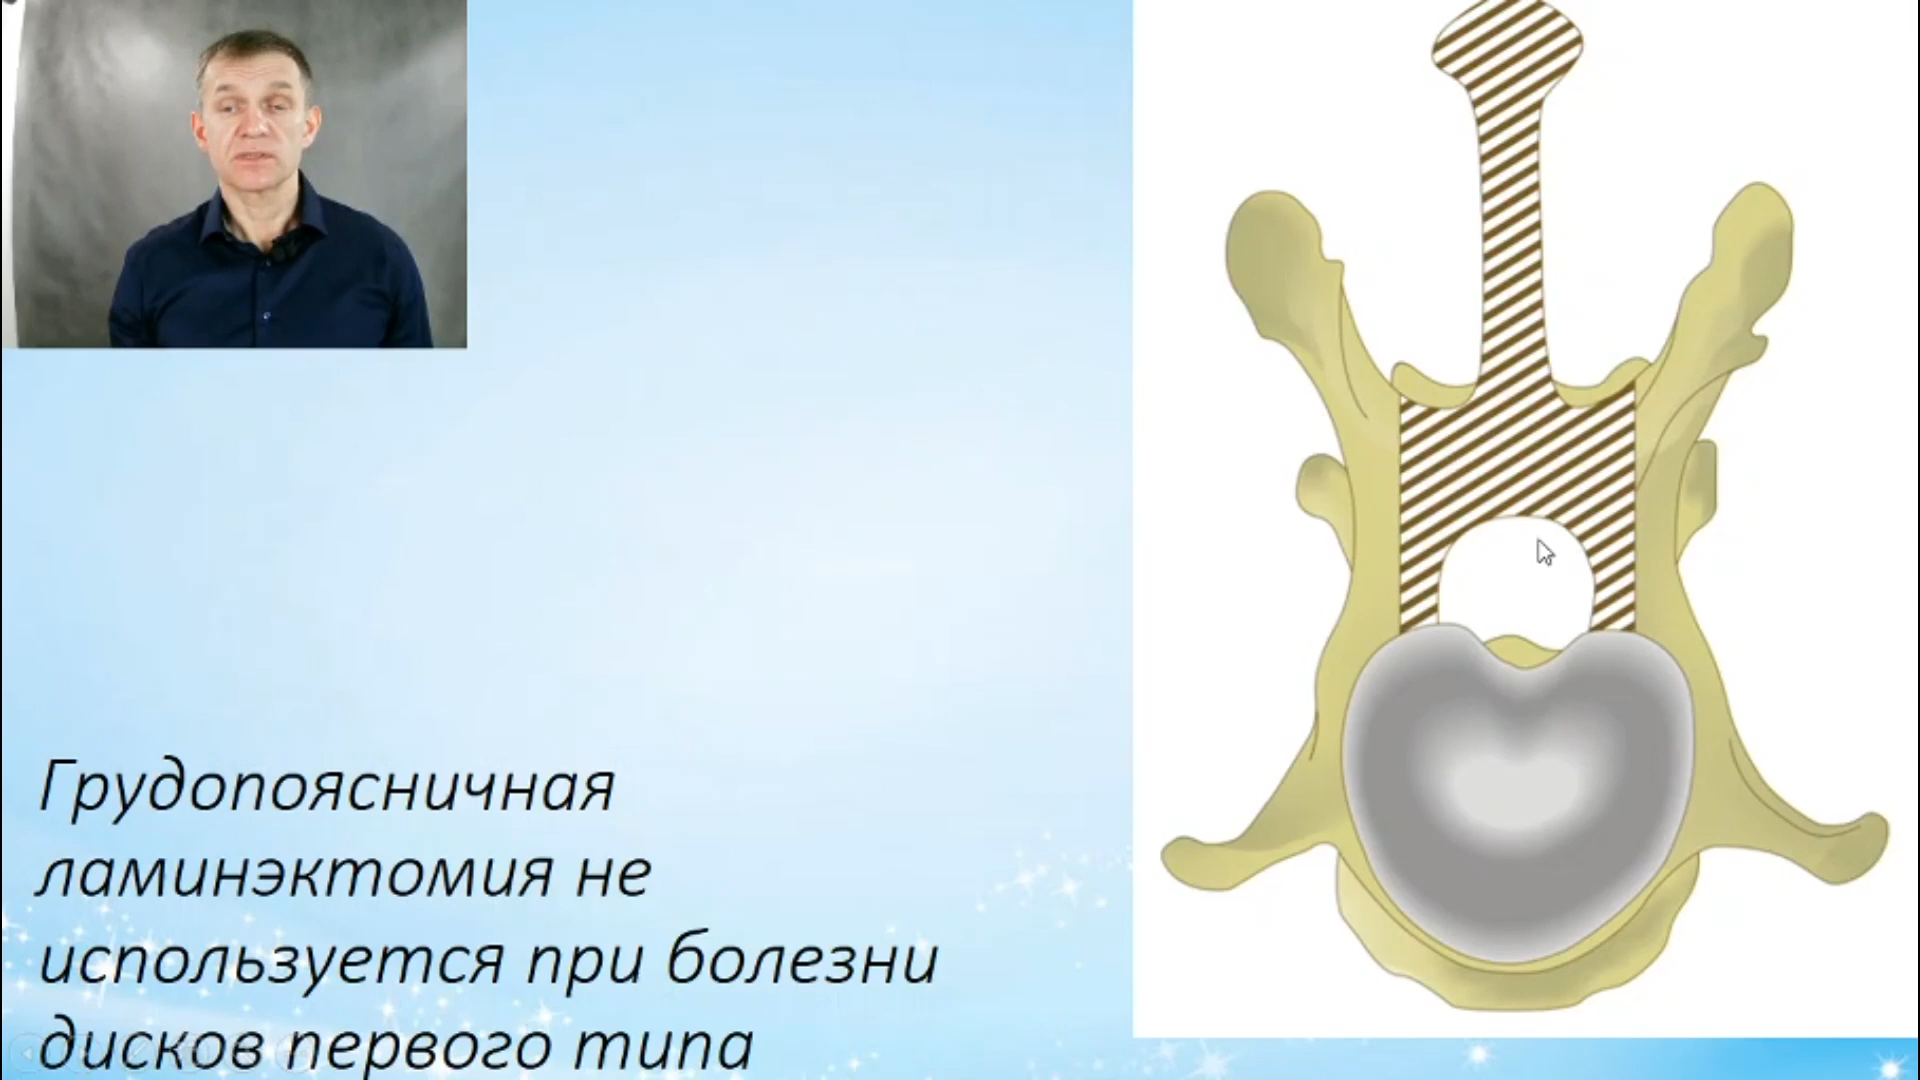 Грудопоясничная
ламинэктомия не
используется при болезни
дисков первого типа